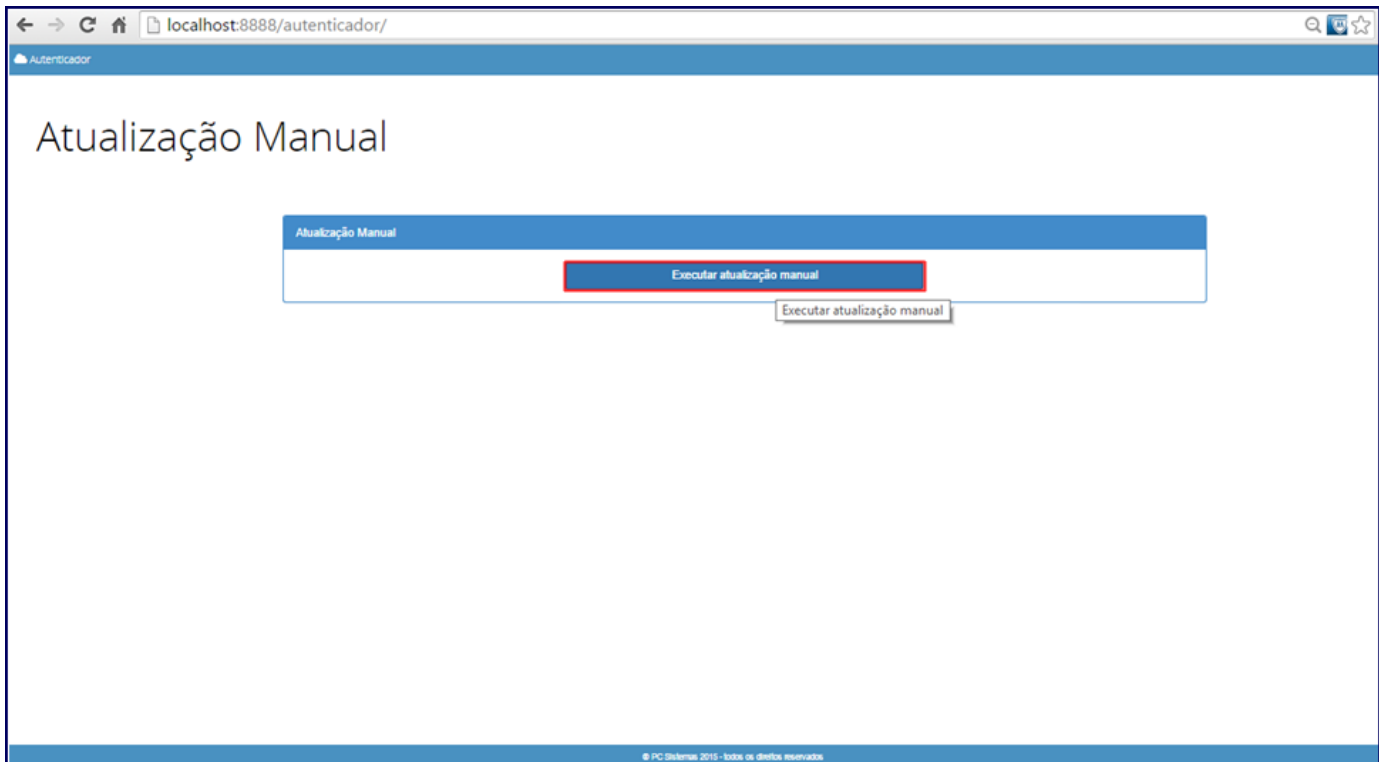 localhost:8888/autenticador/
Autenticador
Atualização Manual
Atualização Manual
Executar atualização manual
Executar atualização manual
© PC Sistemas 2015 - todos os direitos reservados